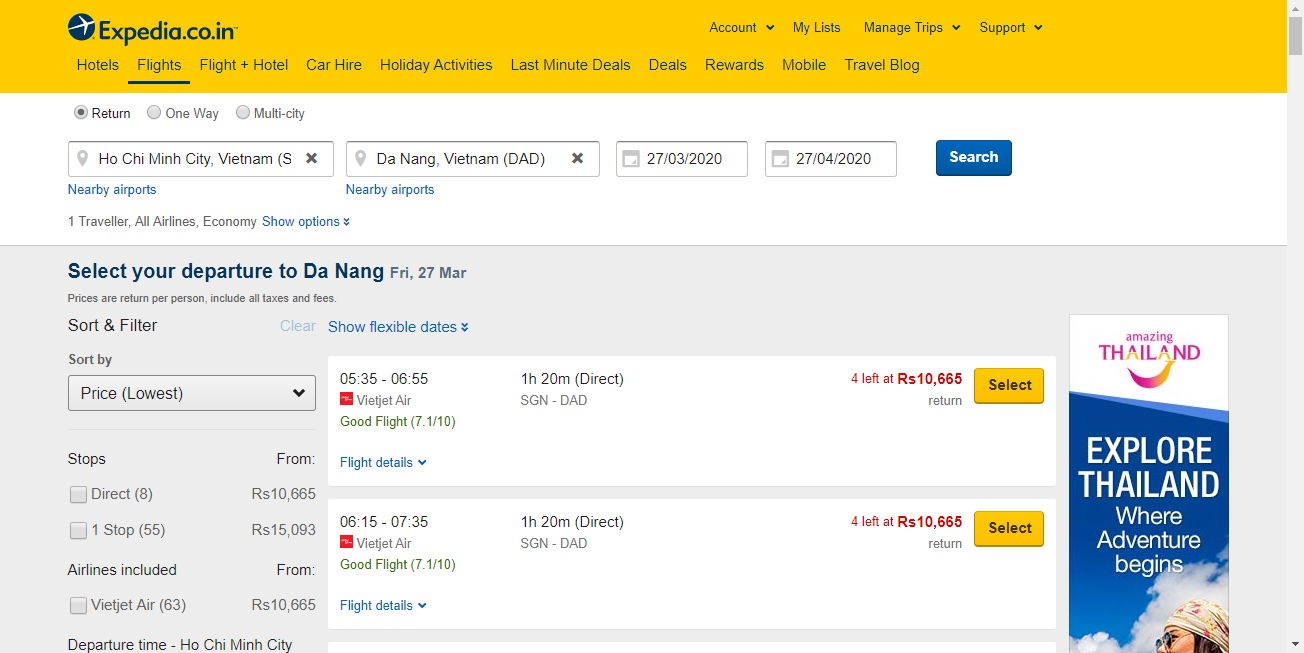 Expedia.co.in
Account My Lists Manage Trips Support
Hotels Flights Flight + Hotel Car Hire Holiday Activities Last Minute Deals Deals Rewards Mobile Travel Blog
Return One Way Multi-city
Ho Chi Minh City, Vietnam (S Da Nang, Vietnam (DAD) 27/03/2020 27/04/2020 Search
Nearby airports Nearby airports
1 Traveller, All Airlines, Economy Show options
Select your departure to Da Nang Fri, 27 Mar
Prices are return per person, include all taxes and fees.
Sort & Filter Clear
Sort by
Price (Lowest)
Stops From:
Direct (8) Rs10,665
1 Stop (55) Rs15,093
Airlines included From:
Vietjet Air (63) Rs10,665
Departure time - Ho Chi Minh City
Show flexible dates
05:35 - 06:55 1h 20m (Direct) 4 left at Rs10,665 Select
Vietjet Air SGN - DAD return
Good Flight (7.1/10)
Flight details
06:15 - 07:35 1h 20m (Direct) 4 left at Rs10,665 Select
Vietjet Air SGN - DAD return
Good Flight (7.1/10)
Flight details
amazing
THAILAND
EXPLORE
THAILAND
Where
Adventure
begins